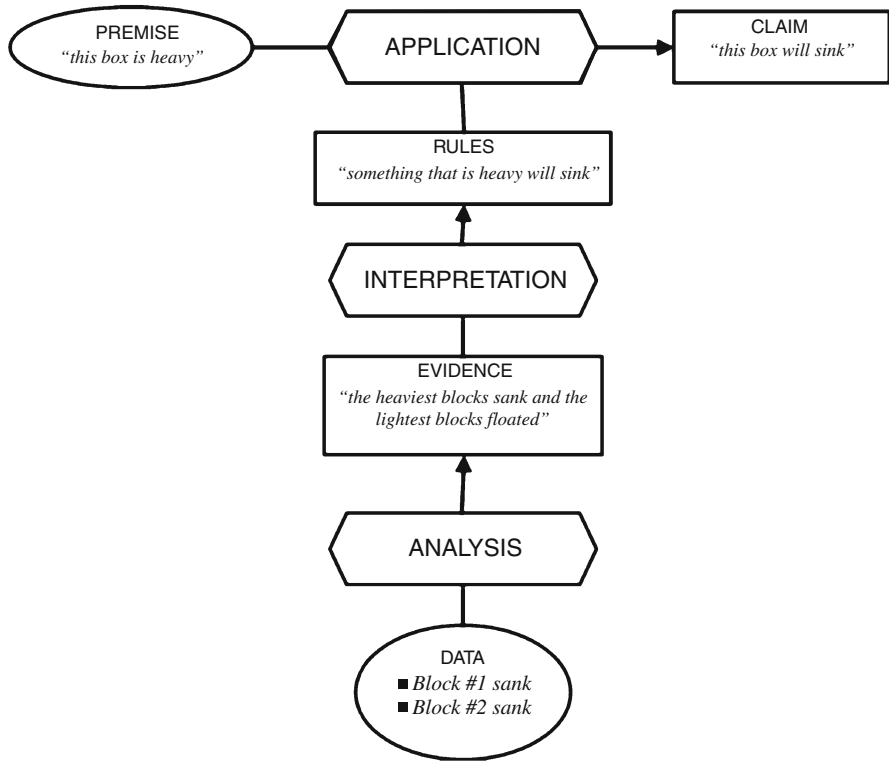 PREMISE
“this box is heavy”
APPLICATION
CLAIM
“this box will sink”
RULES
“something that is heavy will sink”
INTERPRETATION
EVIDENCE
“the heaviest blocks sank and the
lightest blocks floated”
ANALYSIS
DATA
■ Block #1 sank
■ Block #2 sank